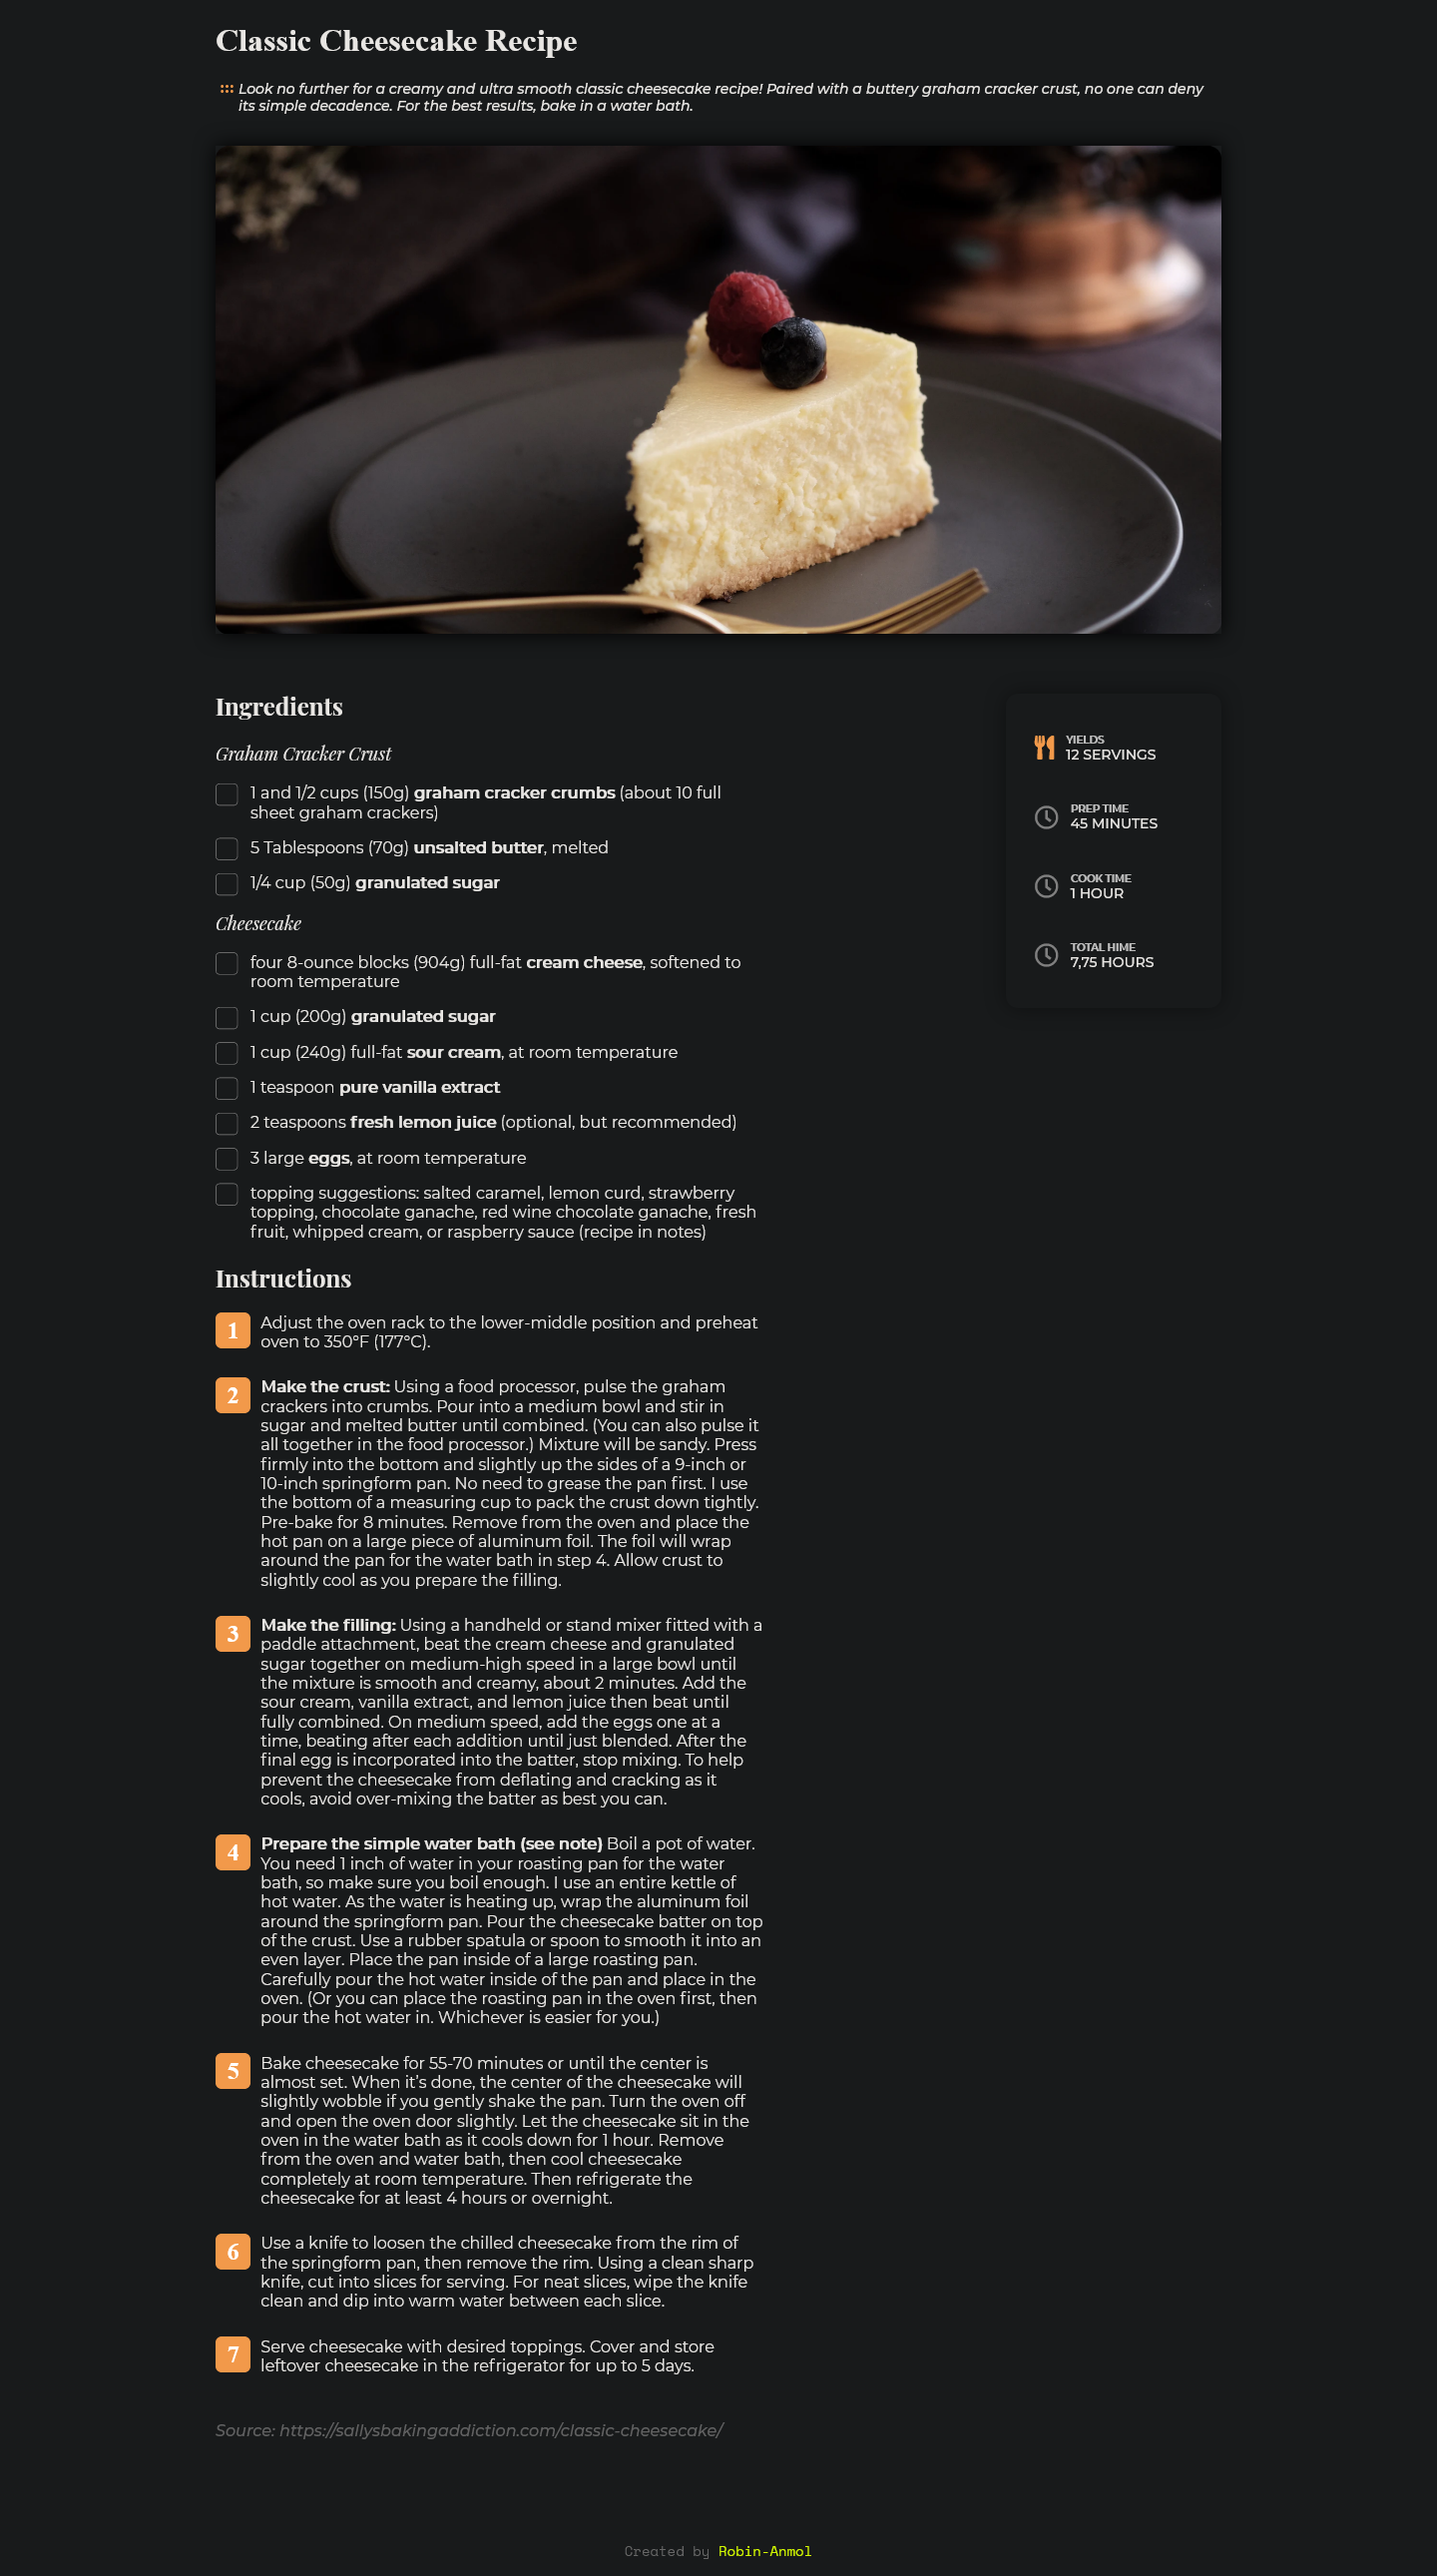 Classic Cheesecake Recipe
Look no further for a creamy and ultra smooth classic cheesecake recipe! Paired with a buttery graham cracker crust, no one can deny
its simple decadence. For the best results, bake in a water bath.
Ingredients
Graham Cracker Crust
1 and 1/2 cups (150g) graham cracker crumbs (about 10 full
sheet graham crackers)
5 Tablespoons (70g) unsalted butter, melted
1/4 cup (50g) granulated sugar
Cheesecake
four 8-ounce blocks (904g) full-fat cream cheese, softened to
room temperature
1 cup (200g) granulated sugar
1 cup (240g) full-fat sour cream, at room temperature
1 teaspoon pure vanilla extract
2 teaspoons fresh lemon juice (optional, but recommended)
3 large eggs, at room temperature
topping suggestions: salted caramel, lemon curd, strawberry
topping, chocolate ganache, red wine chocolate ganache, fresh
fruit, whipped cream, or raspberry sauce (recipe in notes)
YIELDS
12 SERVINGS
PREP TIME
45 MINUTES
COOK TIME
1 HOUR
TOTAL HIME
7,75 HOURS
Instructions
1 Adjust the oven rack to the lower-middle position and preheat
oven to 350°F (177°C).
2 Make the crust: Using a food processor, pulse the graham
crackers into crumbs. Pour into a medium bowl and stir in
sugar and melted butter until combined. (You can also pulse it
all together in the food processor.) Mixture will be sandy. Press
firmly into the bottom and slightly up the sides of a 9-inch or
10-inch springform pan. No need to grease the pan first. I use
the bottom of a measuring cup to pack the crust down tightly.
Pre-bake for 8 minutes. Remove from the oven and place the
hot pan on a large piece of aluminum foil. The foil will wrap
around the pan for the water bath in step 4. Allow crust to
slightly cool as you prepare the filling.
3 Make the filling: Using a handheld or stand mixer fitted with a
paddle attachment, beat the cream cheese and granulated
sugar together on medium-high speed in a large bowl until
the mixture is smooth and creamy, about 2 minutes. Add the
sour cream, vanilla extract, and lemon juice then beat until
fully combined. On medium speed, add the eggs one at a
time, beating after each addition until just blended. After the
final egg is incorporated into the batter, stop mixing. To help
prevent the cheesecake from deflating and cracking as it
cools, avoid over-mixing the batter as best you can.
4 Prepare the simple water bath (see note) Boil a pot of water.
You need 1 inch of water in your roasting pan for the water
bath, so make sure you boil enough. I use an entire kettle of
hot water. As the water is heating up, wrap the aluminum foil
around the springform pan. Pour the cheesecake batter on top
of the crust. Use a rubber spatula or spoon to smooth it into an
even layer. Place the pan inside of a large roasting pan.
Carefully pour the hot water inside of the pan and place in the
oven. (Or you can place the roasting pan in the oven first, then
pour the hot water in. Whichever is easier for you.)
5 Bake cheesecake for 55-70 minutes or until the center is
almost set. When it's done, the center of the cheesecake will
slightly wobble if you gently shake the pan. Turn the oven off
and open the oven door slightly. Let the cheesecake sit in the
oven in the water bath as it cools down for 1 hour. Remove
from the oven and water bath, then cool cheesecake
completely at room temperature. Then refrigerate the
cheesecake for at least 4 hours or overnight.
6 Use a knife to loosen the chilled cheesecake from the rim of
the springform pan, then remove the rim. Using a clean sharp
knife, cut into slices for serving. For neat slices, wipe the knife
clean and dip into warm water between each slice.
7 Serve cheesecake with desired toppings. Cover and store
leftover cheesecake in the refrigerator for up to 5 days.
Source: https://sallysbakingaddiction.com/classic-cheesecake/
Created by Robin-Anmol